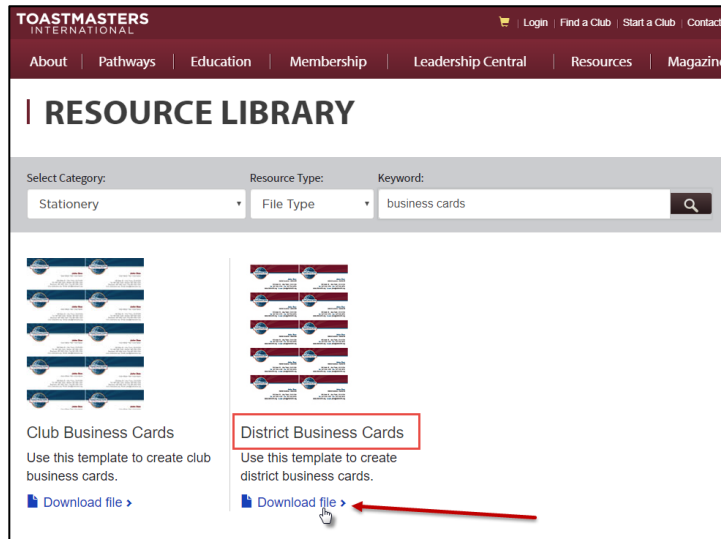 TOASTMASTERS
INTERNATIONAL
Login | Find a Club | Start a Club | Contact
About | Pathways | Education | Membership | Leadership Central | Resources | Magazine
RESOURCE LIBRARY
Select Category: Resource Type: Keyword:
Stationery File Type business cards
Club Business Cards District Business Cards
Use this template to create club Use this template to create
business cards. district business cards.
Download file › Download file ›